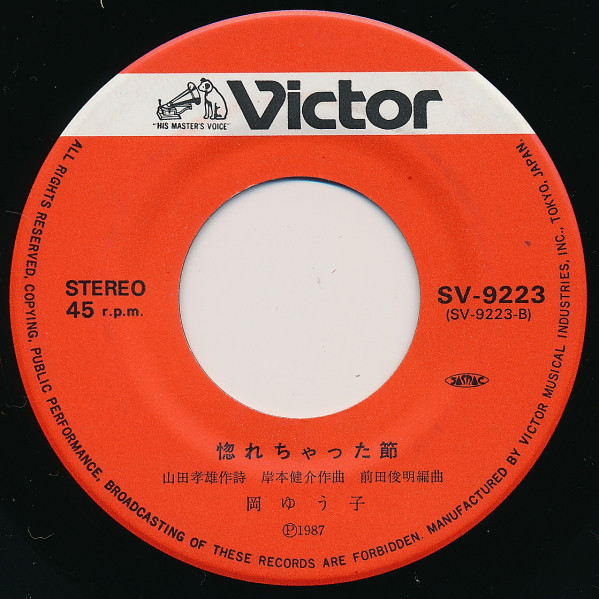 Victor
"HIS MASTER'S VOICE"
STEREO
45 r.p.m.
SV-9223
(SV-9223-B)
JASRAC
惚れちゃった節
山田孝雄作詩 岸本健介作曲 前田俊明編曲
岡ゆう子
Ⓟ1987
ALL RIGHTS RESERVED, COPYING, PUBLIC PERFORMANCE, BROADCASTING OF THESE RECORDS ARE FORBIDDEN. MANUFACTURED BY VICTOR MUSICAL INDUSTRIES, INC., TOKYO, JAPAN.